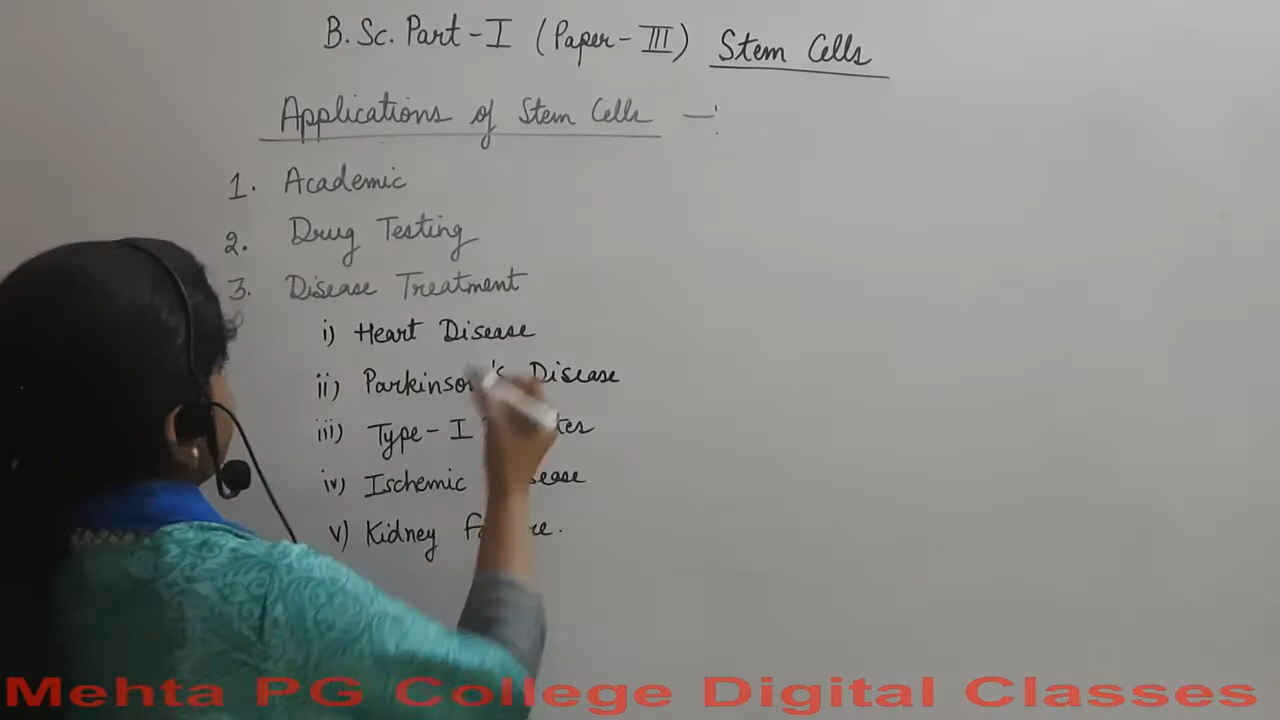 B.Sc. Part-I (Paper-III) Stem Cells
Applications of Stem Cells —:
1. Academic
2. Drug Testing
3. Disease Treatment
i) Heart Disease
ii) Parkinson's Disease
iii) Type-I
iv) Ischemic
v) Kidney
Mehta PG College Digital Classes